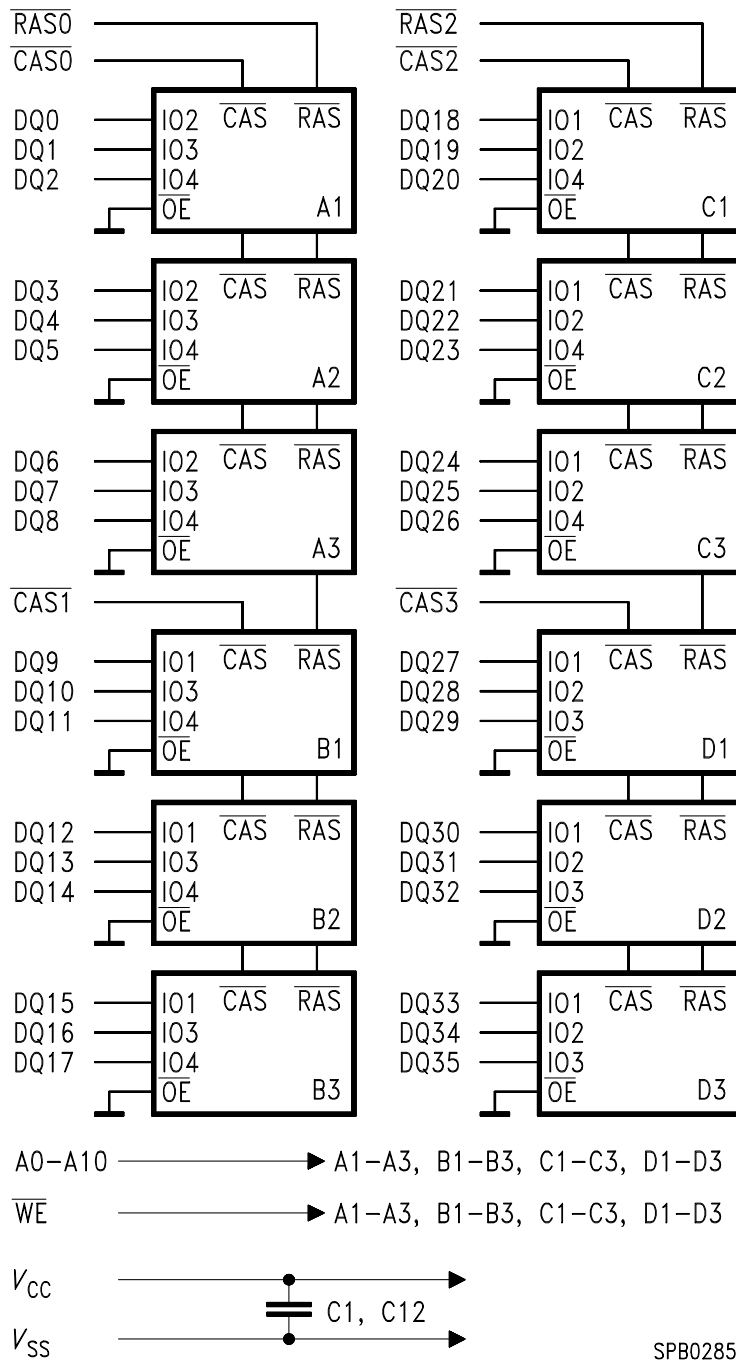 RAS0
CAS0
DQ0 IO2 CAS RAS
DQ1 IO3
DQ2 IO4
OE A1
DQ3 IO2 CAS RAS
DQ4 IO3
DQ5 IO4
OE A2
DQ6 IO2 CAS RAS
DQ7 IO3
DQ8 IO4
OE A3
CAS1
DQ9 IO1 CAS RAS
DQ10 IO3
DQ11 IO4
OE B1
DQ12 IO1 CAS RAS
DQ13 IO3
DQ14 IO4
OE B2
DQ15 IO1 CAS RAS
DQ16 IO3
DQ17 IO4
OE B3
RAS2
CAS2
DQ18 IO1 CAS RAS
DQ19 IO2
DQ20 IO4
OE C1
DQ21 IO1 CAS RAS
DQ22 IO2
DQ23 IO4
OE C2
DQ24 IO1 CAS RAS
DQ25 IO2
DQ26 IO4
OE C3
CAS3
DQ27 IO1 CAS RAS
DQ28 IO2
DQ29 IO3
OE D1
DQ30 IO1 CAS RAS
DQ31 IO2
DQ32 IO3
OE D2
DQ33 IO1 CAS RAS
DQ34 IO2
DQ35 IO3
OE D3
A0-A10 A1-A3, B1-B3, C1-C3, D1-D3
WE A1-A3, B1-B3, C1-C3, D1-D3
VCC
C1, C12
VSS
SPB0285